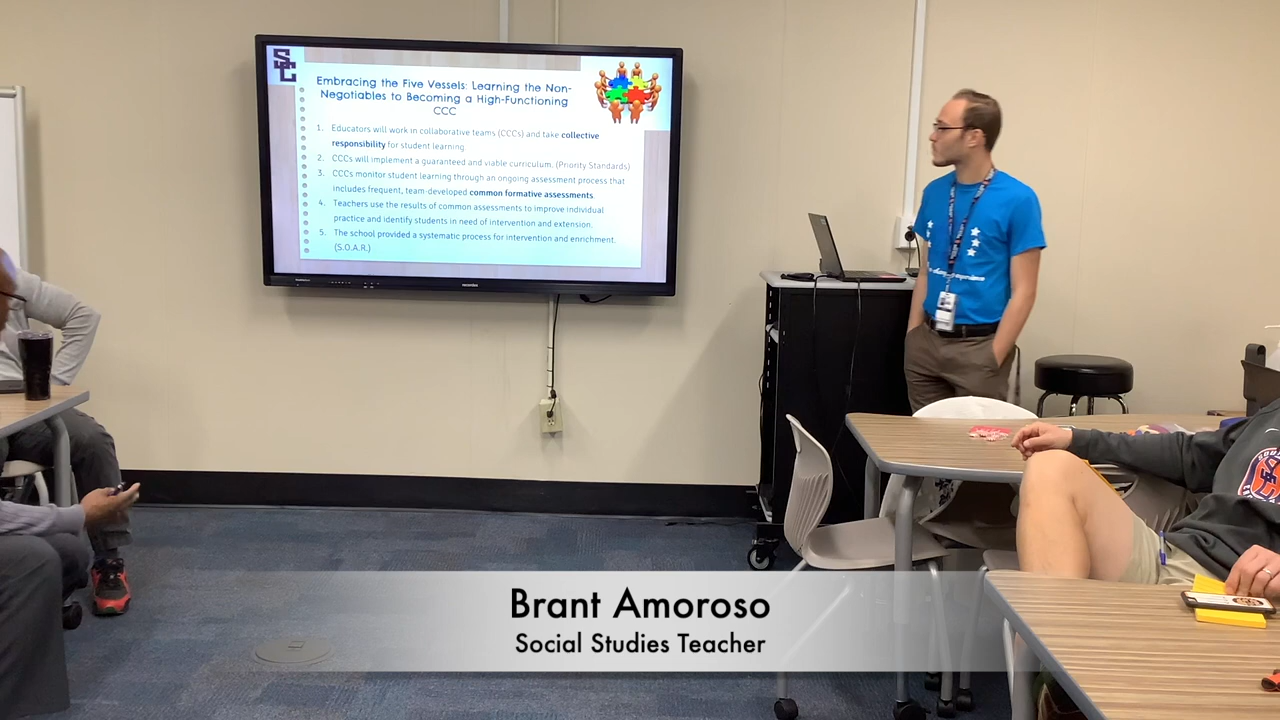 Embracing the Five Vessels: Learning the Non-
Negotiables to Becoming a High-Functioning
CCC
1. Educators will work in collaborative teams (CCCs) and take collective
responsibility for student learning.
2. CCCs will implement a guaranteed and viable curriculum. (Priority Standards)
3. CCCs monitor student learning through an ongoing assessment process that
includes frequent, team-developed common formative assessments.
4. Teachers use the results of common assessments to improve individual
practice and identify students in need of intervention and extension.
5. The school provided a systematic process for intervention and enrichment.
(S.O.A.R.)
Brant Amoroso
Social Studies Teacher